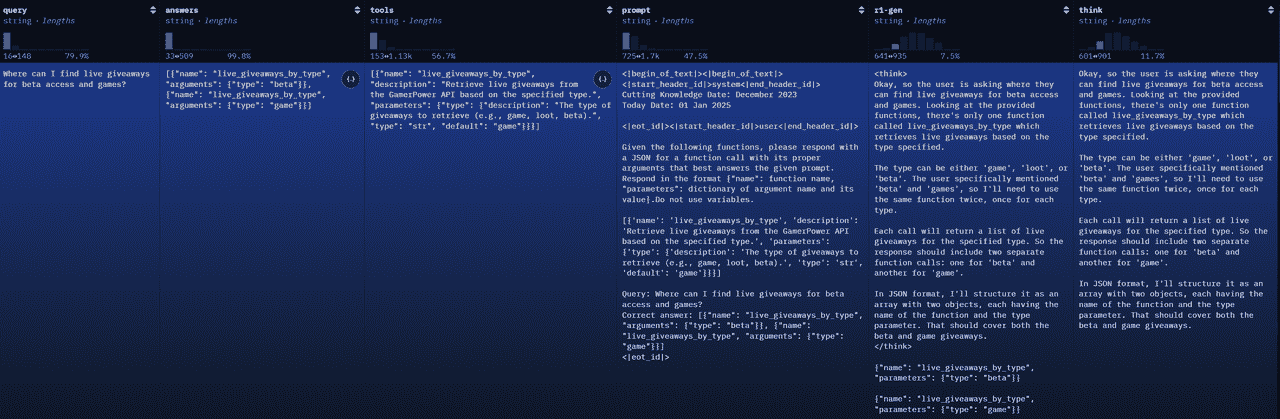 query
string · lengths
16↔148 79.9%
Where can I find live giveaways
for beta access and games?
answers
string · lengths
33↔509 99.8%
[[{"name": "live_giveaways_by_type",
"arguments": {"type": "beta"}},
{"name": "live_giveaways_by_type",
"arguments": {"type": "game"}}]
tools
string · lengths
153↔1.13k 56.7%
[[{"name": "live_giveaways_by_type",
"description": "Retrieve live giveaways from
the GamerPower API based on the specified type.",
"parameters": {"type": {"description": "The type of
giveaways to retrieve (e.g., game, loot, beta).",
"type": "str", "default": "game"}}}]
prompt
string · lengths
725↔1.7k 47.5%
<|begin_of_text|><|begin_of_text|>
<|start_header_id|>system<|end_header_id|>
Cutting Knowledge Date: December 2023
Today Date: 01 Jan 2025
<|eot_id|><|start_header_id|>user<|end_header_id|>
Given the following functions, please respond with
a JSON for a function call with its proper
arguments that best answers the given prompt.
Respond in the format {"name": function name,
"parameters": dictionary of argument name and its
value}.Do not use variables.
[{'name': 'live_giveaways_by_type', 'description':
'Retrieve live giveaways from the GamerPower API
based on the specified type.', 'parameters':
{'type': {'description': 'The type of giveaways to
retrieve (e.g., game, loot, beta).', 'type': 'str',
'default': 'game'}}}]
Query: Where can I find live giveaways for beta
access and games?
Correct answer: [{"name": "live_giveaways_by_type",
"arguments": {"type": "beta"}}, {"name":
"live_giveaways_by_type", "arguments": {"type":
"game"}}]
<|eot_id|>
r1-gen
string · lengths
641↔935 7.5%
<think>
Okay, so the user is asking where they
can find live giveaways for beta access
and games. Looking at the provided
functions, there's only one function
called live_giveaways_by_type which
retrieves live giveaways based on the
type specified.
The type can be either 'game', 'loot', or
'beta'. The user specifically mentioned
'beta' and 'games', so I'll need to use
the same function twice, once for each
type.
Each call will return a list of live
giveaways for the specified type. So the
response should include two separate
function calls: one for 'beta' and
another for 'game'.
In JSON format, I'll structure it as an
array with two objects, each having the
name of the function and the type
parameter. That should cover both the
beta and game giveaways.
</think>
{"name": "live_giveaways_by_type",
"parameters": {"type": "beta"}}
{"name": "live_giveaways_by_type",
"parameters": {"type": "game"}}
think
string · lengths
601↔901 11.7%
Okay, so the user is asking where they
can find live giveaways for beta access
and games. Looking at the provided
functions, there's only one function
called live_giveaways_by_type which
retrieves live giveaways based on the
type specified.
The type can be either 'game', 'loot', or
'beta'. The user specifically mentioned
'beta' and 'games', so I'll need to use
the same function twice, once for each
type.
Each call will return a list of live
giveaways for the specified type. So the
response should include two separate
function calls: one for 'beta' and
another for 'game'.
In JSON format, I'll structure it as an
array with two objects, each having the
name of the function and the type
parameter. That should cover both the
beta and game giveaways.